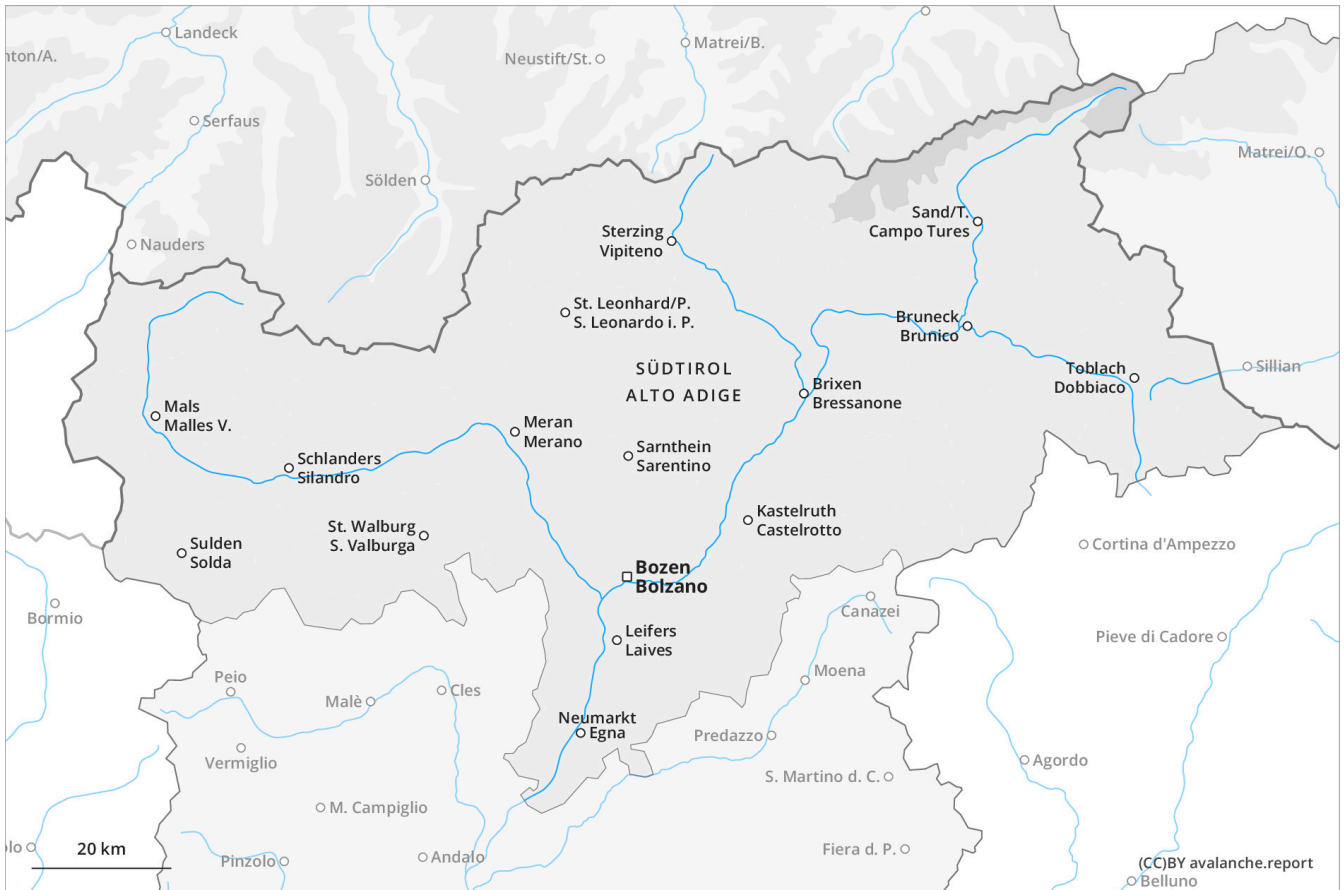 Landeck
Matrei/B.
nton/A.
Neustift/St.
Serfaus
Matrei/O.
Sölden
Sand/T.
Campo Tures
Sterzing
Vipiteno
Nauders
St. Leonhard/P.
S. Leonardo i. P.
Bruneck
Brunico
SÜDTIROL
ALTO ADIGE
Toblach
Dobbiaco
Sillian
Brixen
Bressanone
Mals
Malles V.
Meran
Merano
Sarnthein
Sarentino
Schlanders
Silandro
Kastelruth
Castelrotto
St. Walburg
S. Valburga
Sulden
Solda
Cortina d'Ampezzo
Bozen
Bolzano
Bormio
Canazei
Leifers
Laives
Pieve di Cadore
Peio
Moena
Malè
Cles
Neumarkt
Egna
Predazzo
Vermiglio
Agordo
S. Martino d. C.
M. Campiglio
lo
20 km
Pinzolo
Andalo
Fiera d. P.
(CC)BY avalanche.report
Belluno